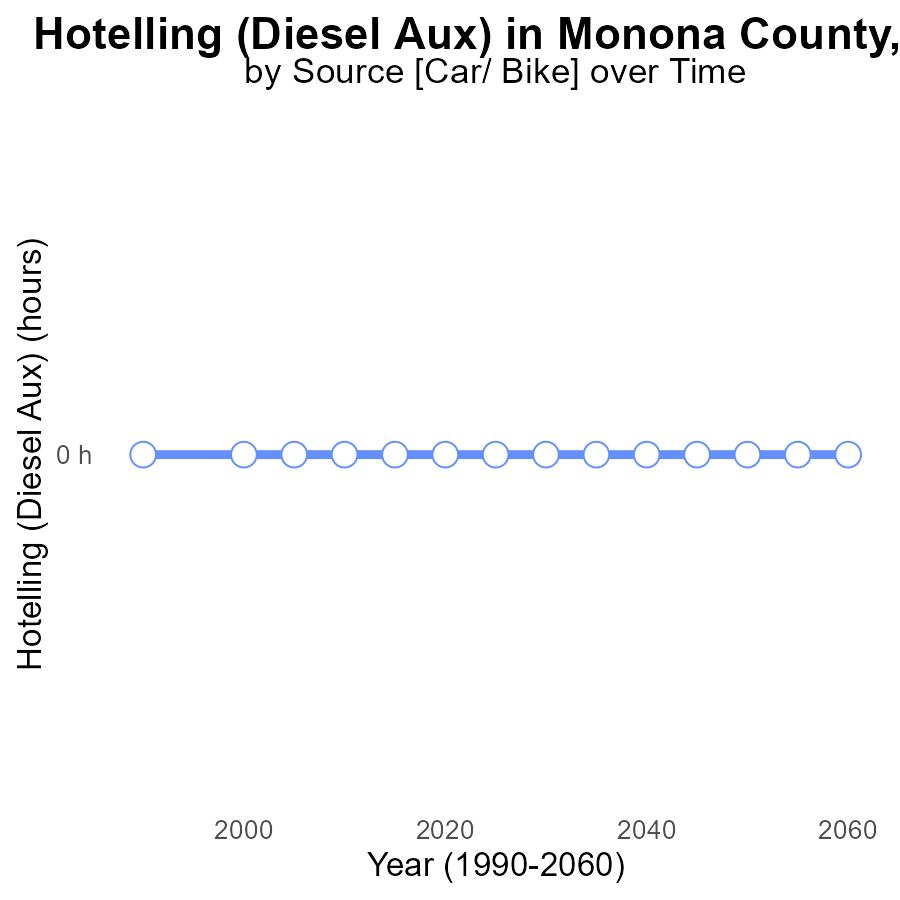 Hotelling (Diesel Aux) in Monona County,
by Source [Car/ Bike] over Time
Hotelling (Diesel Aux) (hours)
0 h
2000 2020 2040 2060
Year (1990-2060)